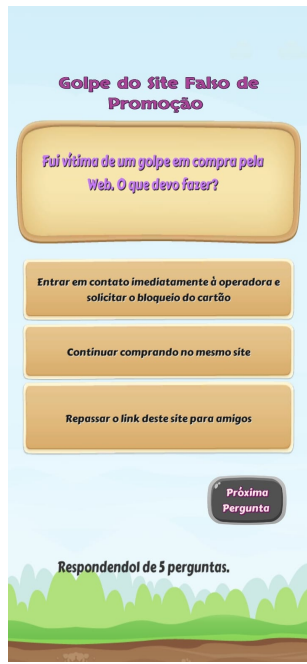 Golpe do Site Falso de
Promoção
Fui vítima de um golpe em compra pela
Web. O que devo fazer?
Entrar em contato imediatamente à operadora e
solicitar o bloqueio do cartão
Continuar comprando no mesmo site
Repassar o link deste site para amigos
Próxima
Pergunta
Respondendo1 de 5 perguntas.